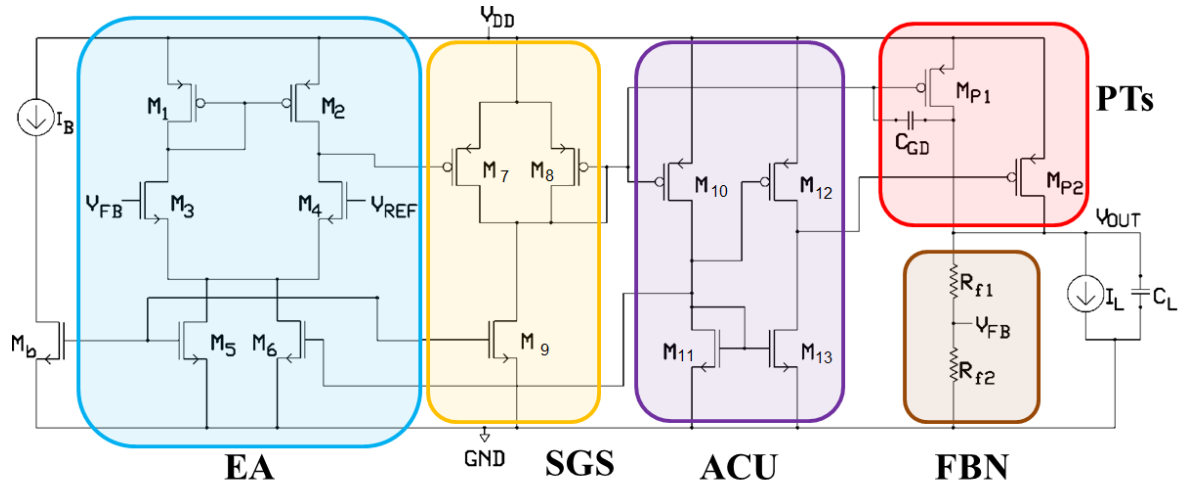 VDD
IB
M1
M2
M7
M8
M10
M12
MP1
PTs
CGD
MP2
VFB
M3
M4
VREF
VOUT
Rf1
IL
CL
VFB
Mb
M5
M6
M9
M11
M13
Rf2
GND
EA
SGS
ACU
FBN